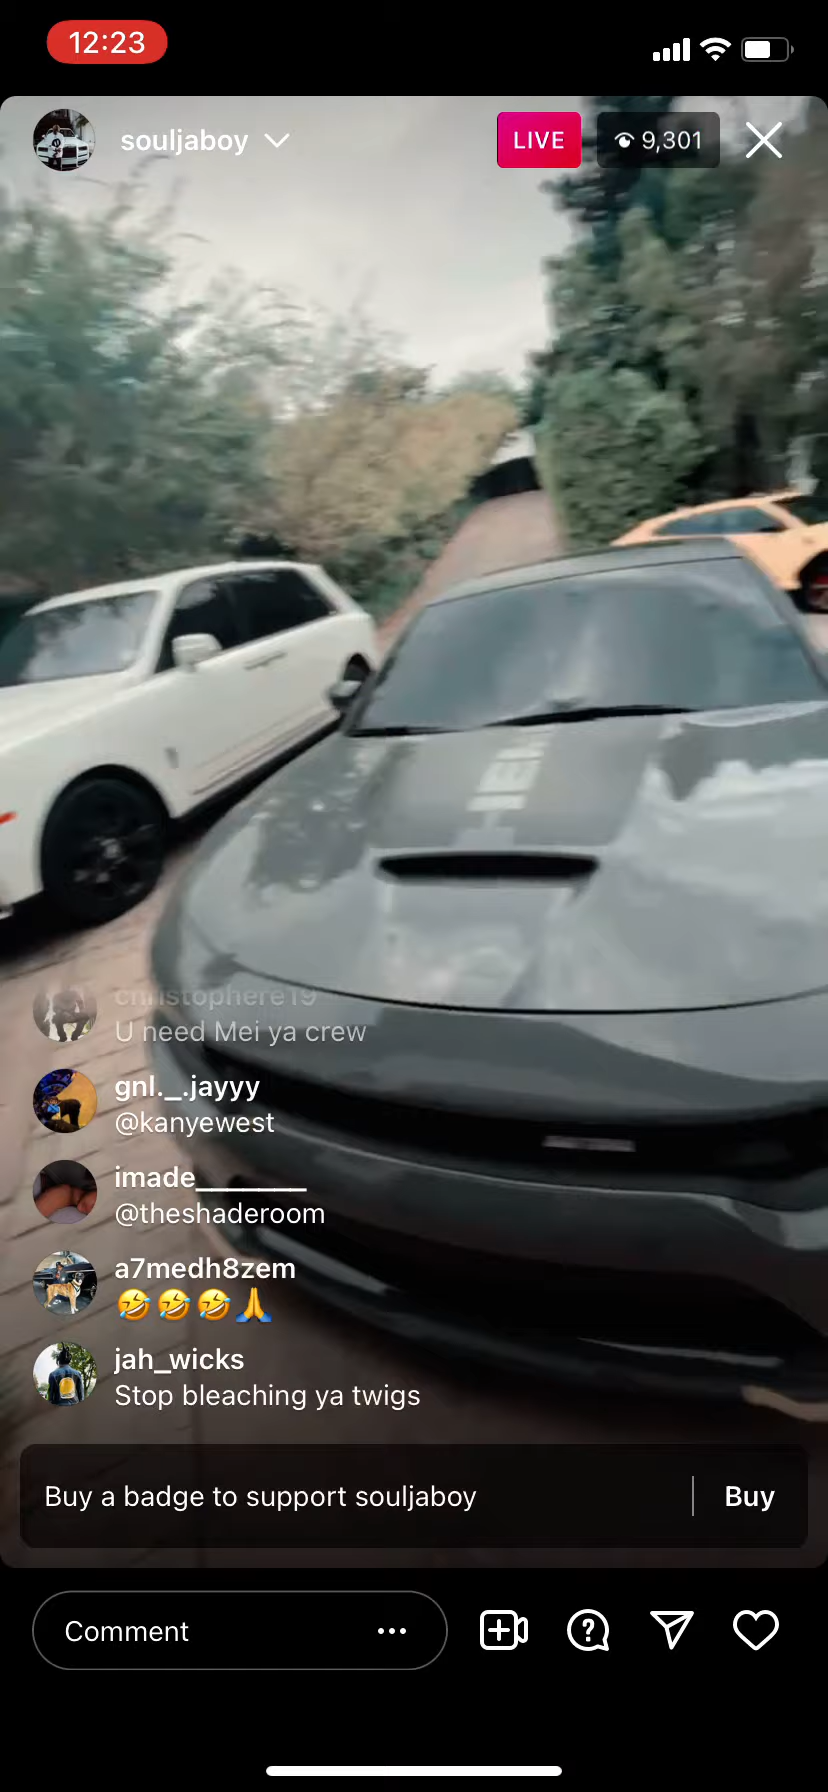 12:23
souljaboy
LIVE
9,301
christophere19
U need Mei ya crew
gnl._.jayyy
@kanyewest
imade_______
@theshaderoom
a7medh8zem
🤣🤣🤣🙏
jah_wicks
Stop bleaching ya twigs
Buy a badge to support souljaboy
Buy
Comment